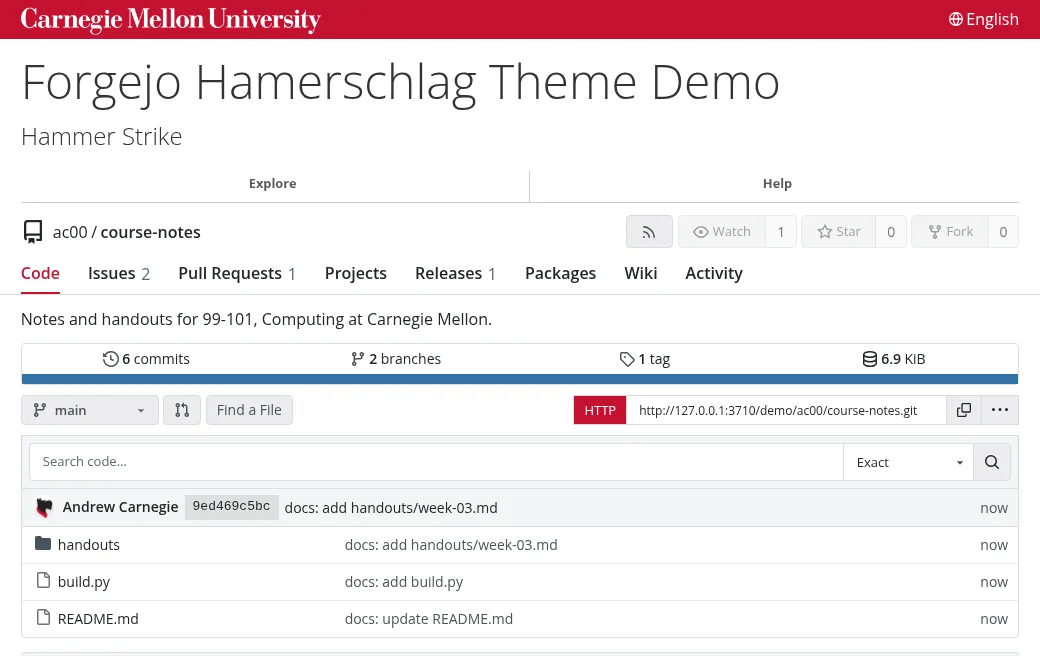 Carnegie Mellon University English
Forgejo Hamerschlag Theme Demo
Hammer Strike
Explore Help
ac00 / course-notes Watch 1 Star 0 Fork 0
Code Issues 2 Pull Requests 1 Projects Releases 1 Packages Wiki Activity
Notes and handouts for 99-101, Computing at Carnegie Mellon.
6 commits 2 branches 1 tag 6.9 KiB
main Find a File HTTP http://127.0.0.1:3710/demo/ac00/course-notes.git
Search code... Exact
Andrew Carnegie 9ed469c5bc docs: add handouts/week-03.md now
handouts docs: add handouts/week-03.md now
build.py docs: add build.py now
README.md docs: update README.md now